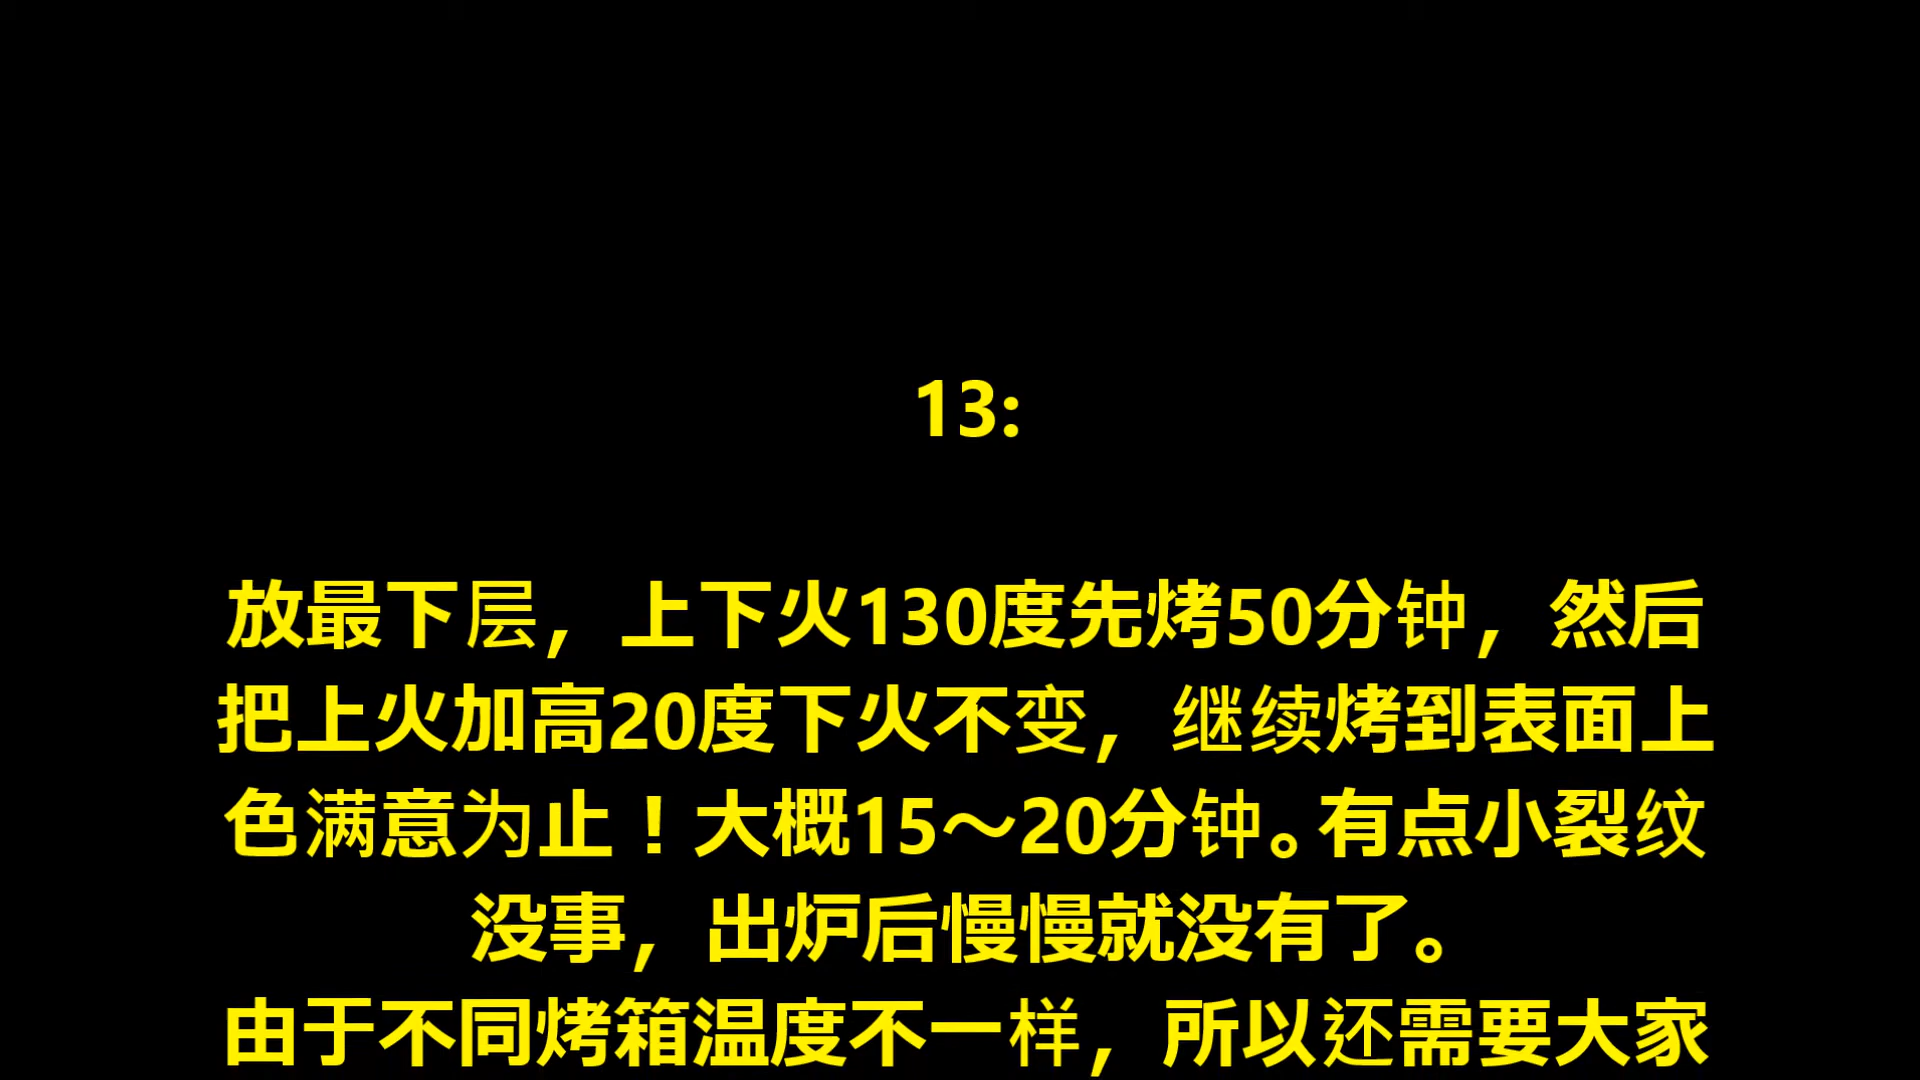 13:
放最下层，上下火130度先烤50分钟，然后
把上火加高20度下火不变，继续烤到表面上
色满意为止！大概15～20分钟。有点小裂纹
没事，出炉后慢慢就没有了。
由于不同烤箱温度不一样，所以还需要大家